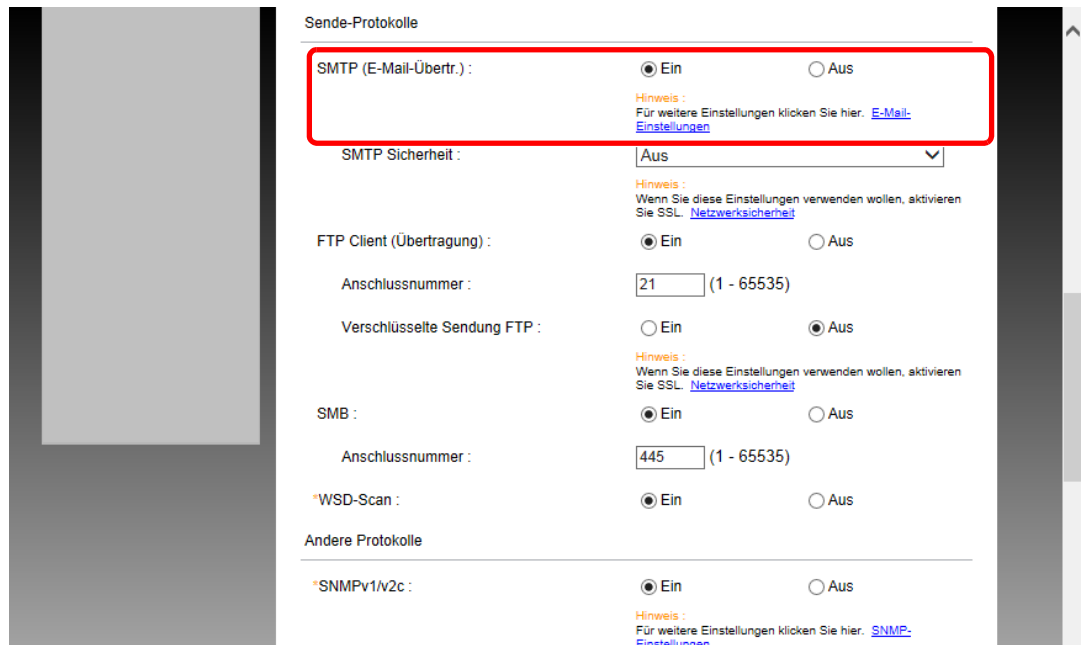 Sende-Protokolle
SMTP (E-Mail-Übertr.) :
Ein
Aus
Hinweis :
Für weitere Einstellungen klicken Sie hier. E-Mail-
Einstellungen
SMTP Sicherheit :
Aus
Hinweis :
Wenn Sie diese Einstellungen verwenden wollen, aktivieren
Sie SSL. Netzwerksicherheit
FTP Client (Übertragung) :
Ein
Aus
Anschlussnummer :
21 (1 - 65535)
Verschlüsselte Sendung FTP :
Ein
Aus
Hinweis :
Wenn Sie diese Einstellungen verwenden wollen, aktivieren
Sie SSL. Netzwerksicherheit
SMB :
Ein
Aus
Anschlussnummer :
445 (1 - 65535)
*WSD-Scan :
Ein
Aus
Andere Protokolle
*SNMPv1/v2c :
Ein
Aus
Hinweis :
Für weitere Einstellungen klicken Sie hier. SNMP-
Einstellungen